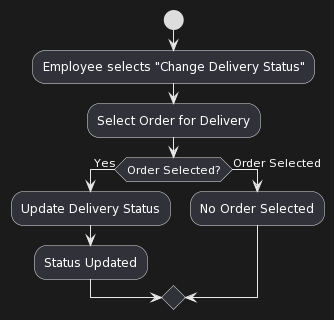 Employee selects "Change Delivery Status"
Select Order for Delivery
Yes
Order Selected?
Order Selected
Update Delivery Status
No Order Selected
Status Updated